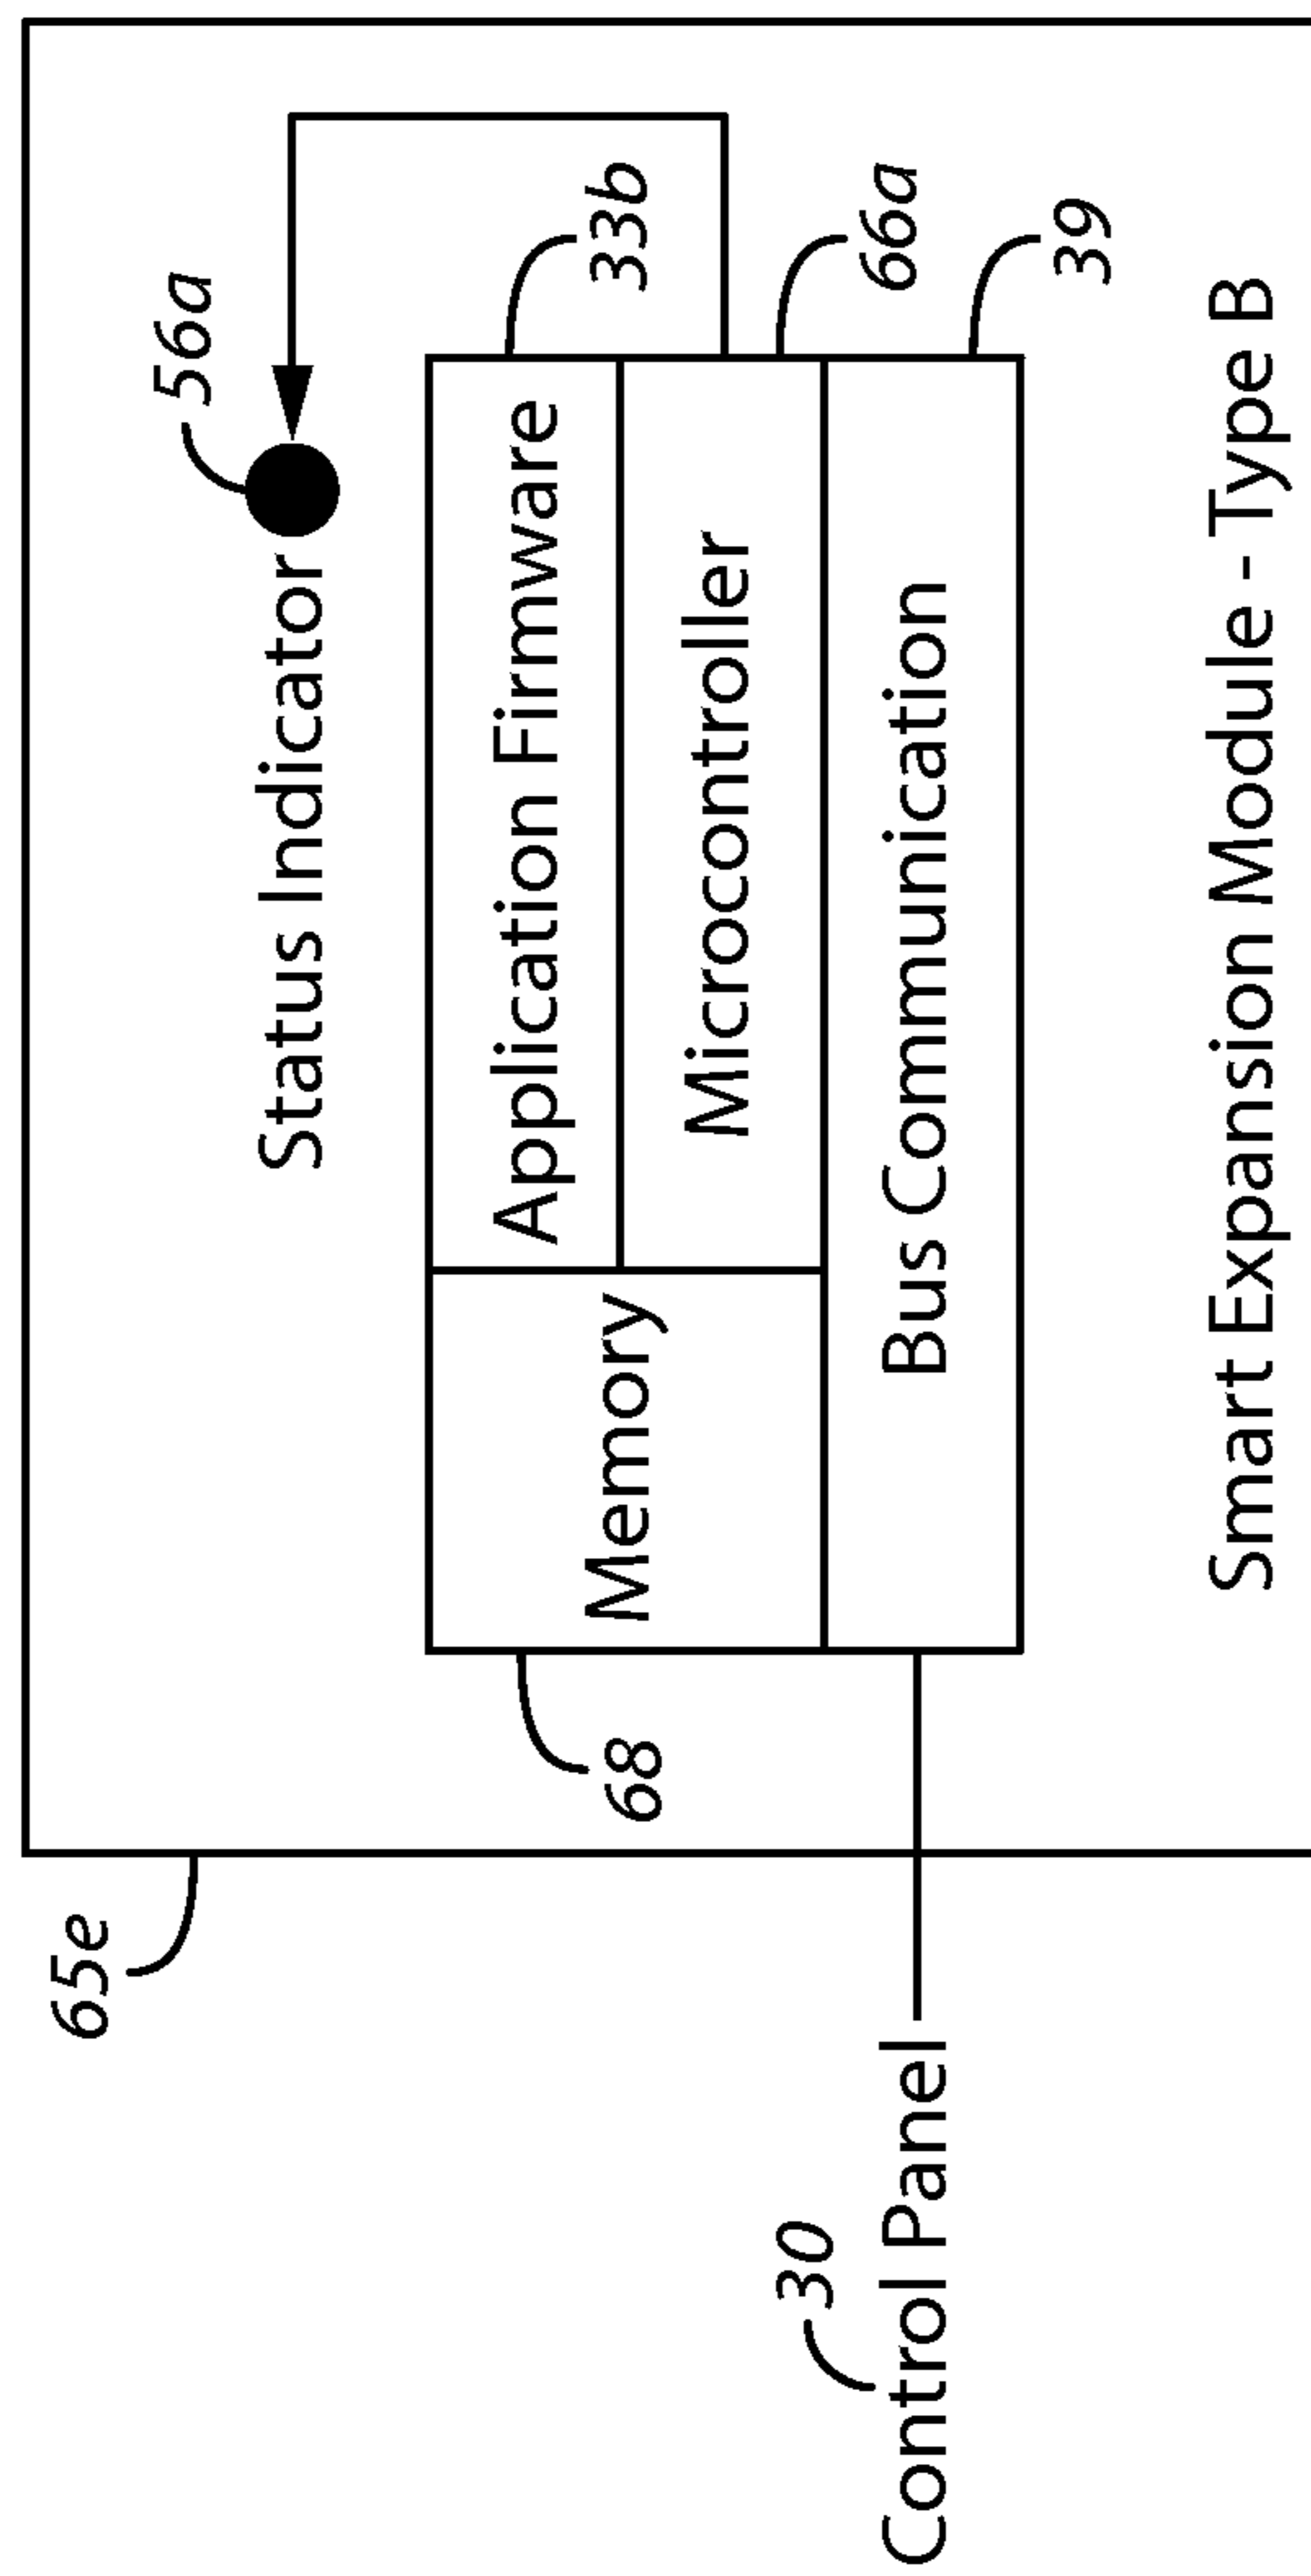 65e
56a
Status Indicator
33b
Application Firmware
Memory
68
Microcontroller
66a
30
Control Panel
Bus Communication
39
Smart Expansion Module - Type B